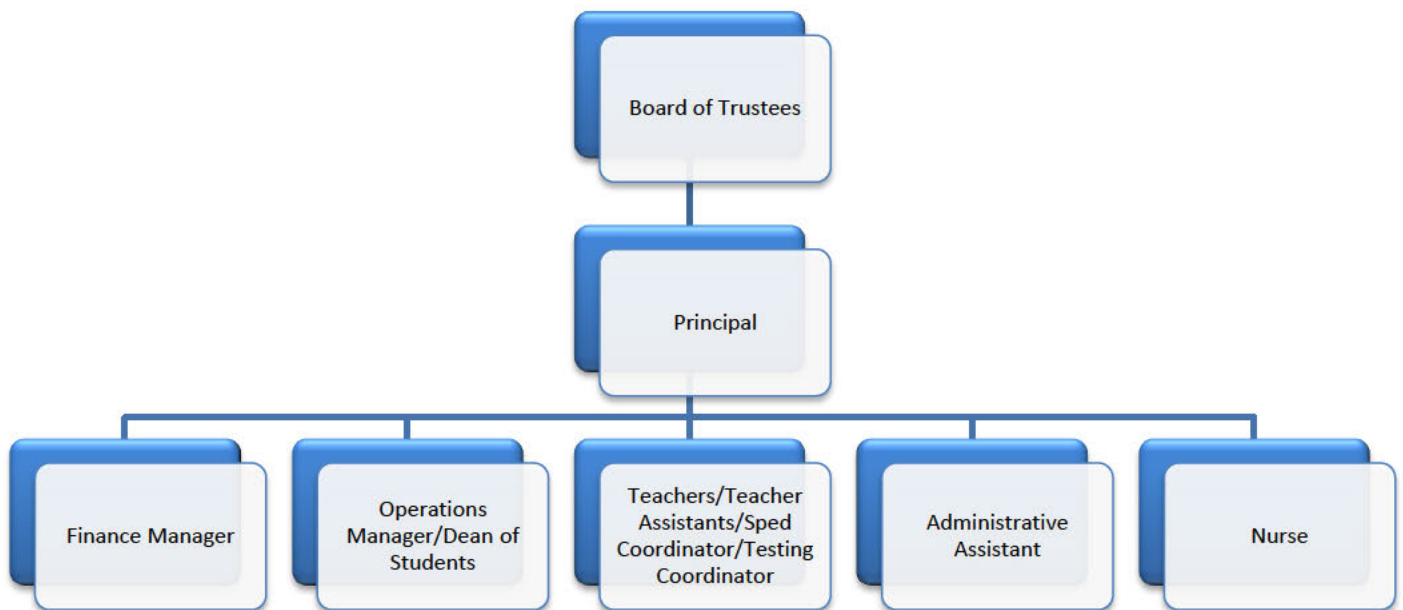 Board of Trustees
Principal
Finance Manager
Operations
Manager/Dean of
Students
Teachers/Teacher
Assistants/Sped
Coordinator/Testing
Coordinator
Administrative
Assistant
Nurse